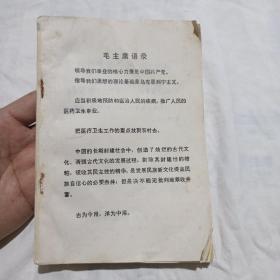 毛主席语录
领导我们事业的核心力量是中国共产党。
指导我们思想的理论基础是马克思列宁主义。
应当积极地预防和医治人民的疾病，推广人民的
医药卫生事业。
把医疗卫生工作的重点放到农村去。
中国的长期封建社会中，创造了灿烂的古代文
化。清理古代文化的发展过程，剔除其封建性的糟
粕，吸收其民主性的精华，是发展民族新文化提高民
族自信心的必要条件；但是决不能无批判地兼收并
蓄。
古为今用，洋为中用。